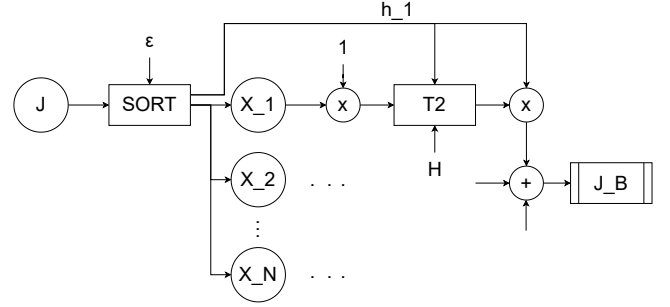 h_1
ε
1
J
SORT
X_1
x
T2
x
H
X_2
. . .
+
J_B
X_N
. . .